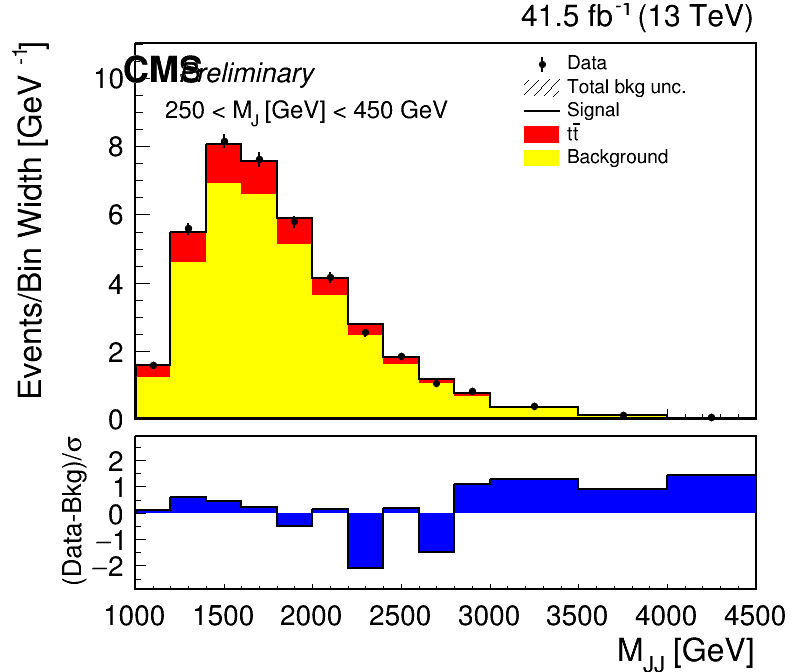 41.5 fb⁻¹ (13 TeV)
CMS Preliminary
250 < M_J [GeV] < 450 GeV
Data
Total bkg unc.
Signal
tt̄
Background
Events/Bin Width [GeV⁻¹]
10
8
6
4
2
0
(Data-Bkg)/σ
2
1
0
−1
−2
1000 1500 2000 2500 3000 3500 4000 4500
M_JJ [GeV]